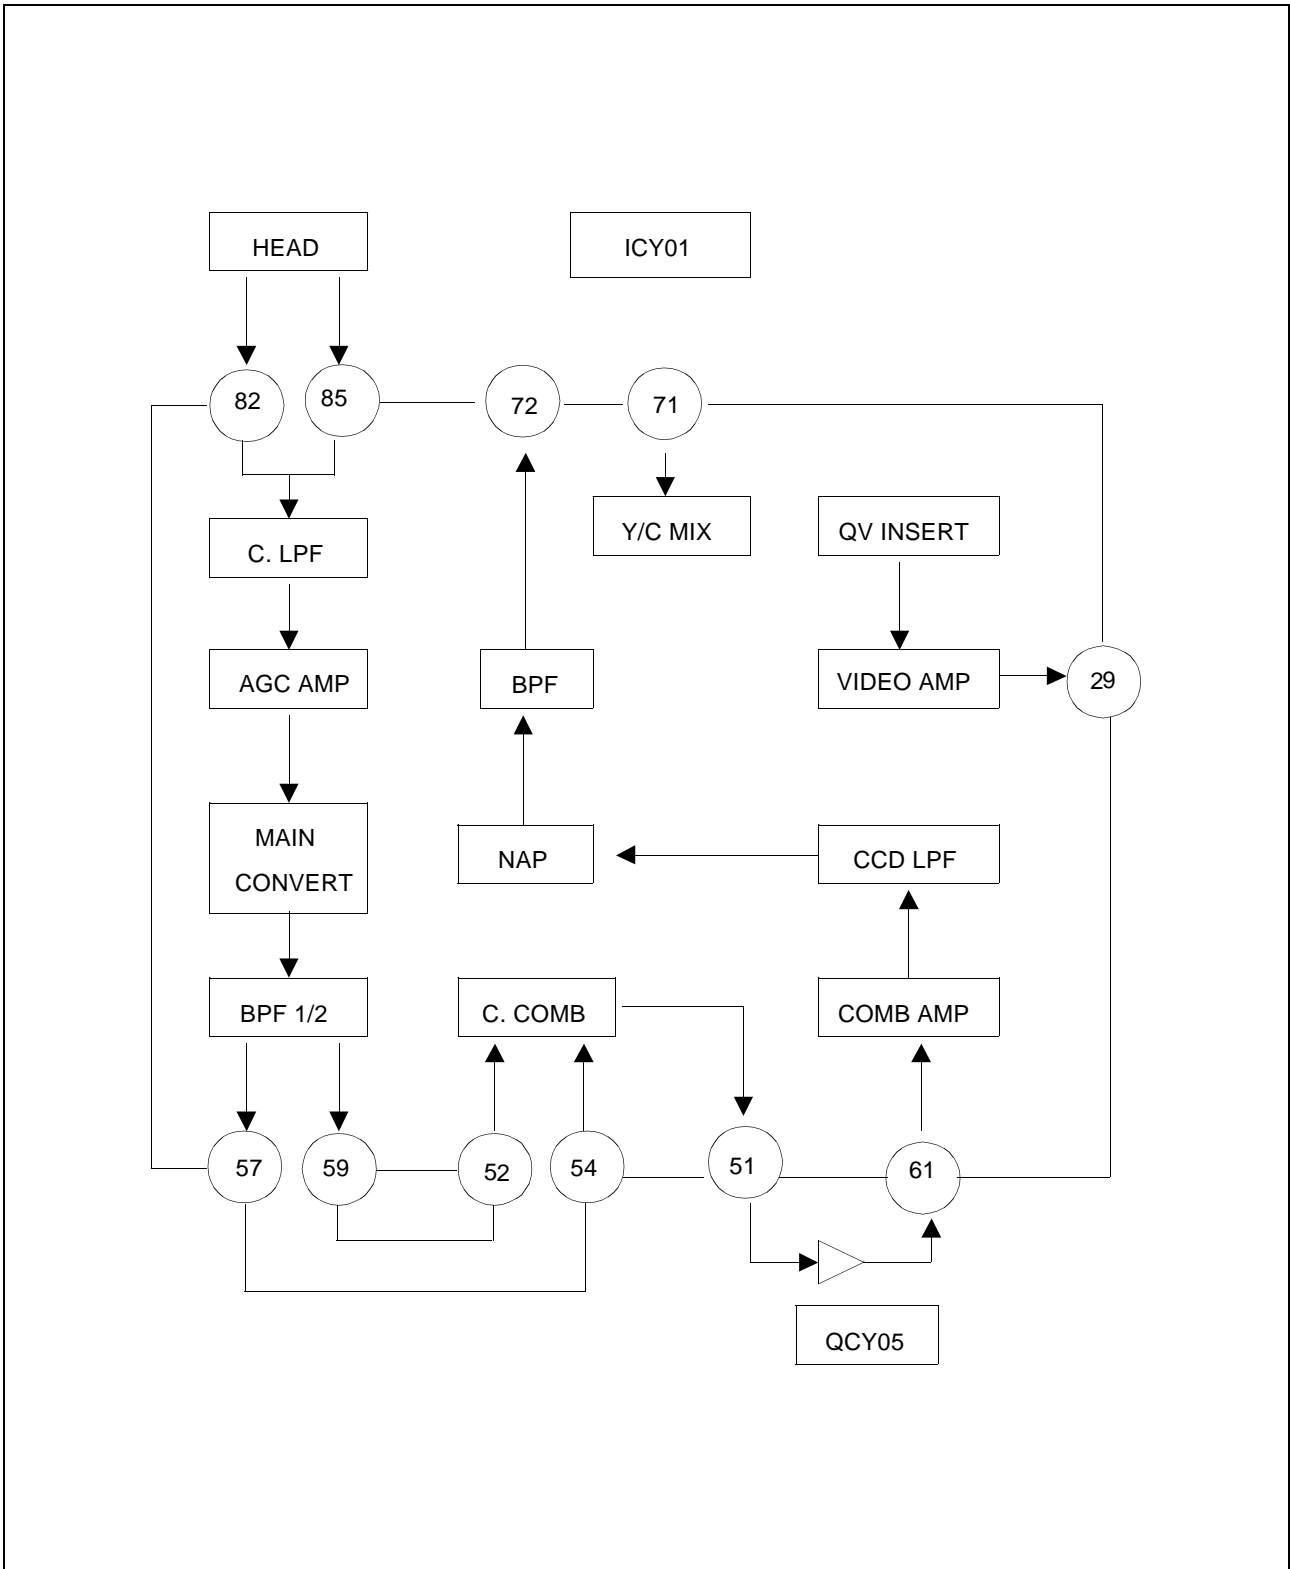 HEAD
ICY01
82
85
72
71
Y/C MIX
QV INSERT
C. LPF
AGC AMP
BPF
VIDEO AMP
29
MAIN
CONVERT
NAP
CCD LPF
BPF 1/2
C. COMB
COMB AMP
57
59
52
54
51
61
QCY05